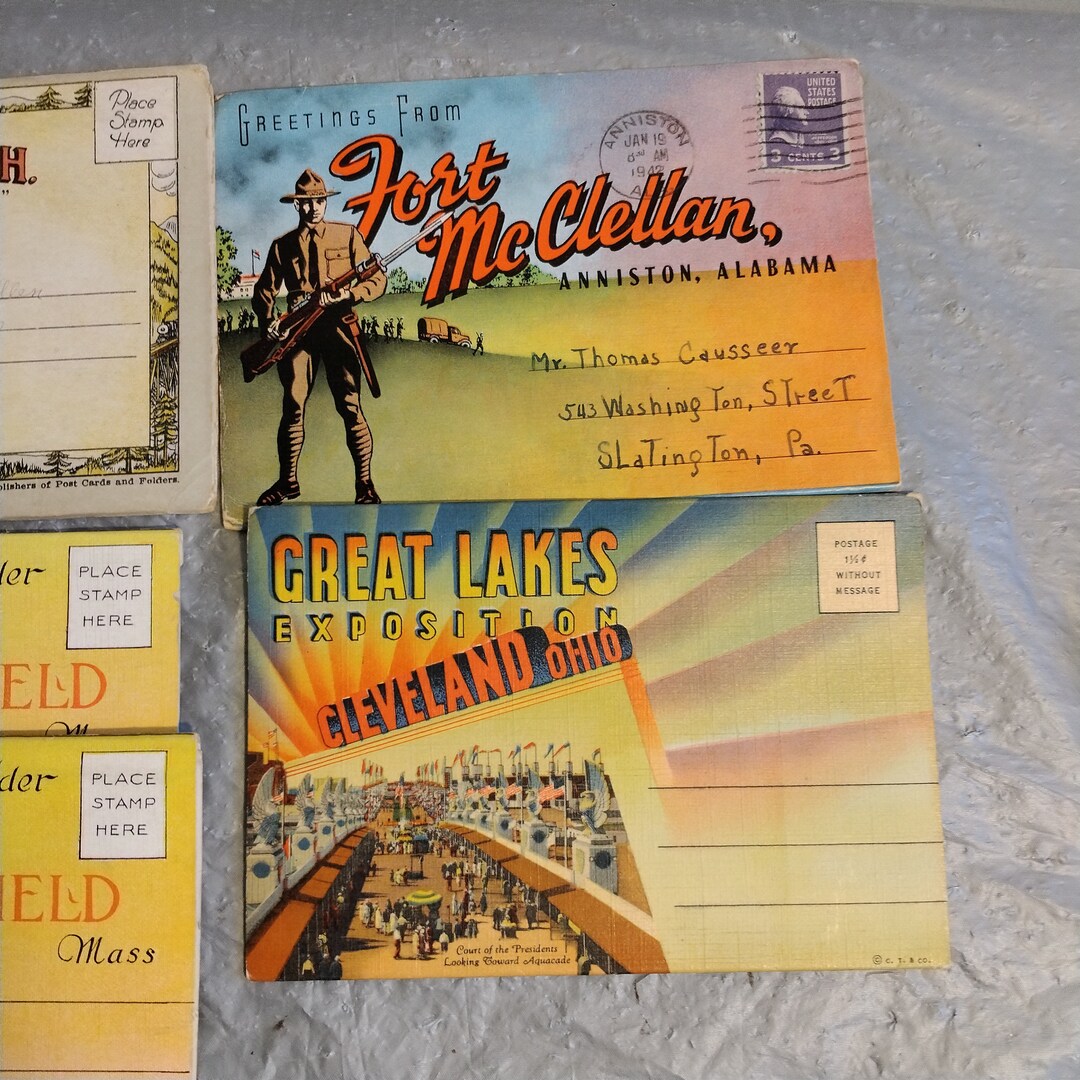 Place
Stamp
Here
H.
"
blishers of Post Cards and Folders.
GREETINGS FROM
Fort
McClellan,
ANNISTON, ALABAMA
ANNISTON
JAN 19
AM
UNITED
STATES
POSTAGE
3 CENTS 3
Mr. Thomas Causseer
543 Washington, Street
Slatington, Pa.
der
PLACE
STAMP
HERE
ELD
der
PLACE
STAMP
HERE
IELD
Mass
GREAT LAKES
EXPOSITION
CLEVELAND OHIO
POSTAGE
1½¢
WITHOUT
MESSAGE
Court of the Presidents
Looking Toward Aquacade
© C. T. & CO.